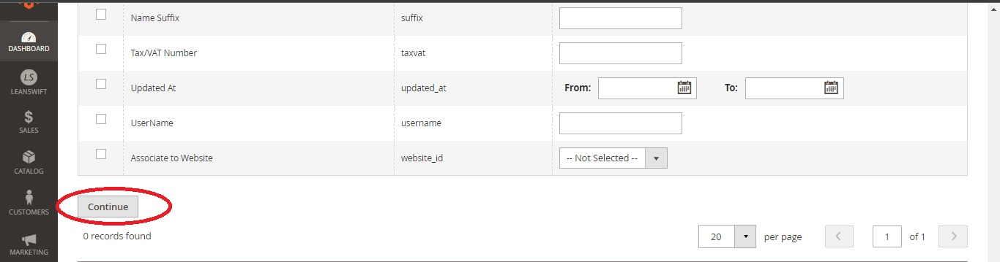 Name Suffix suffix
DASHBOARD
Tax/VAT Number taxvat
LS
LEANSWIFT
Updated At updated_at From: To:
$
SALES
UserName username
Associate to Website website_id -- Not Selected --
CATALOG
CUSTOMERS
Continue
0 records found 20 per page 1 of 1
MARKETING